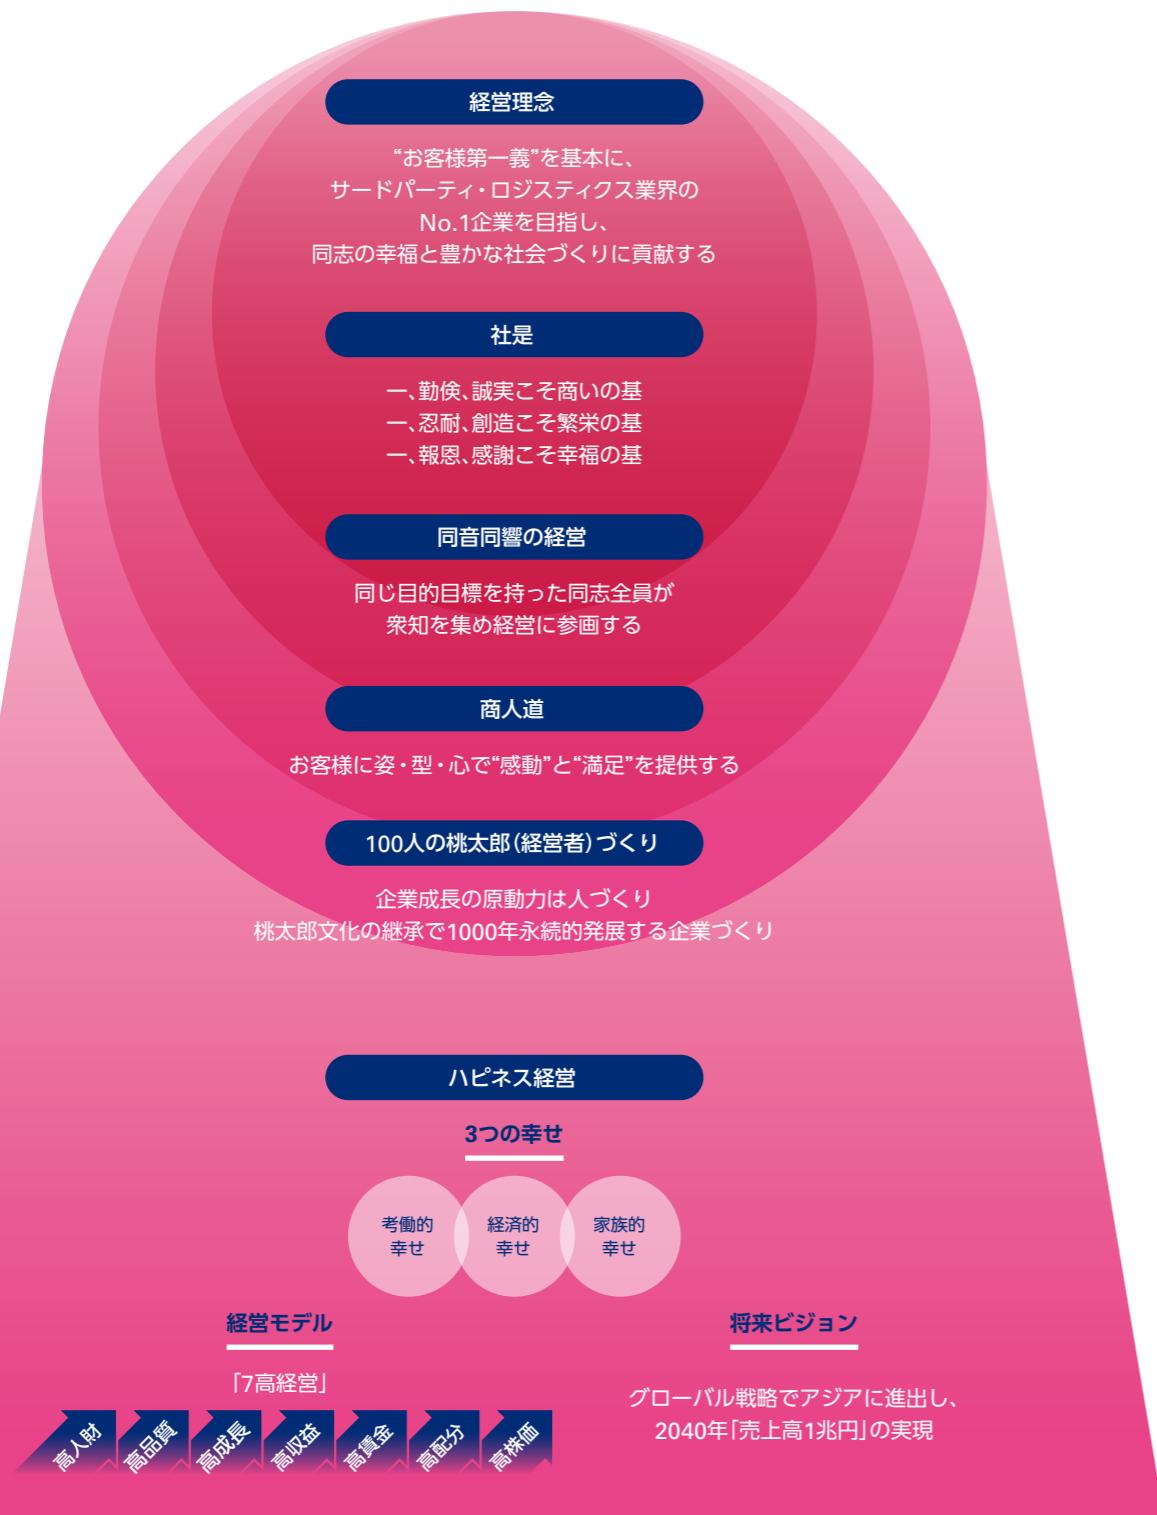 経営理念
“お客様第一義”を基本に、
サードパーティ・ロジスティクス業界の
No.1企業を目指し、
同志の幸福と豊かな社会づくりに貢献する
社是
一、勤倹、誠実こそ商いの基
一、忍耐、創造こそ繁栄の基
一、報恩、感謝こそ幸福の基
同音同響の経営
同じ目的目標を持った同志全員が
衆知を集め経営に参画する
商人道
お客様に姿・型・心で“感動”と“満足”を提供する
100人の桃太郎（経営者）づくり
企業成長の原動力は人づくり
桃太郎文化の継承で1000年永続的発展する企業づくり
ハピネス経営
3つの幸せ
考働的
幸せ
経済的
幸せ
家族的
幸せ
経営モデル
「7高経営」
高人財
高品質
高成長
高収益
高賃金
高配分
高株価
将来ビジョン
グローバル戦略でアジアに進出し、
2040年「売上高1兆円」の実現